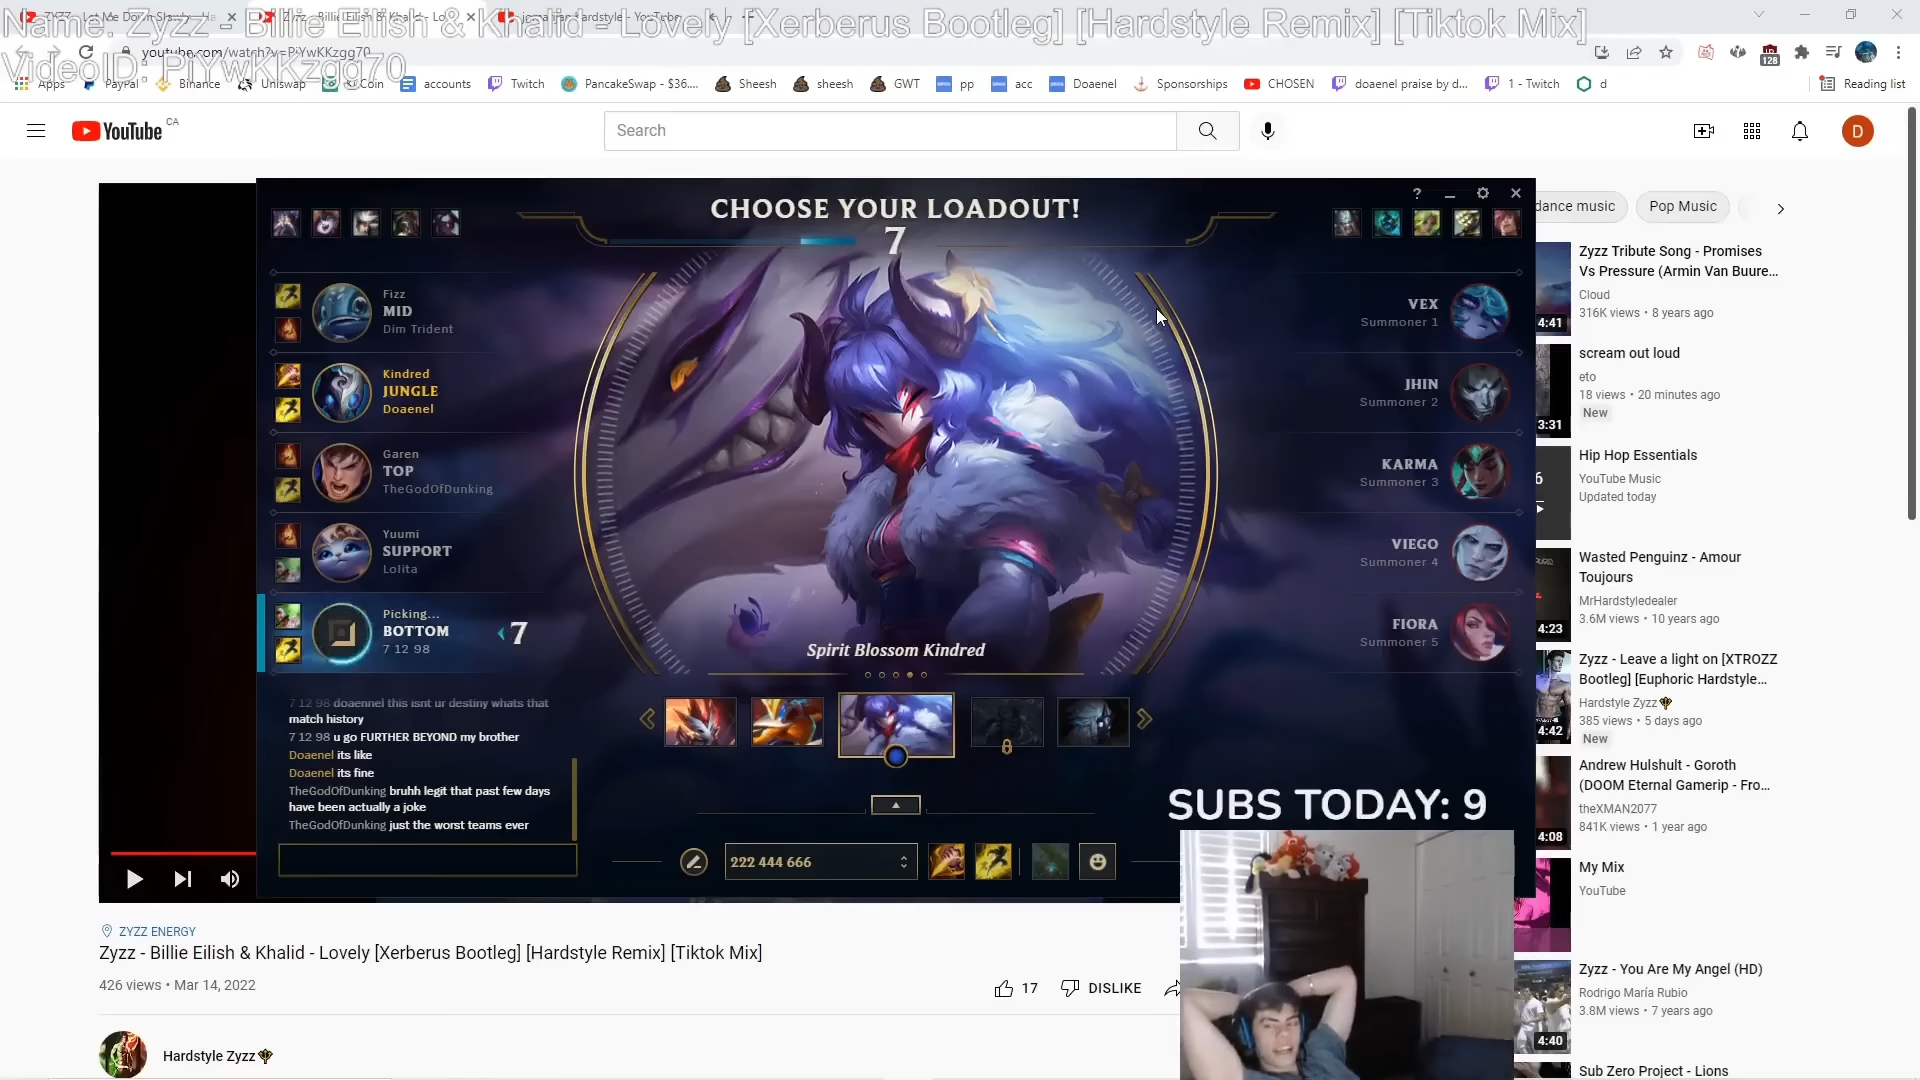 Name: Zyzz - Billie Eilish & Khalid - Lovely [Xerberus Bootleg] [Hardstyle Remix] [Tiktok Mix]
VideoID: PiYwKKzgg70
youtube.com/watch?v=PiYwKKzgg70
128
Apps
PayPal
Binance
Uniswap
Coin
accounts
Twitch
PancakeSwap - $36....
Sheesh
sheesh
GWT
pp
acc
Doaenel
Sponsorships
CHOSEN
doaenel praise by d...
1 - Twitch
d
Reading list
YouTube CA
Search
D
dance music
Pop Music
CHOOSE YOUR LOADOUT!
7
Fizz
MID
Dim Trident
Kindred
JUNGLE
Doaenel
Garen
TOP
TheGodOfDunking
Yuumi
SUPPORT
Lolita
Picking...
BOTTOM
7 12 98
7
VEX
Summoner 1
JHIN
Summoner 2
KARMA
Summoner 3
VIEGO
Summoner 4
FIORA
Summoner 5
Spirit Blossom Kindred
7 12 98 doaennel this isnt ur destiny whats that
match history
7 12 98 u go FURTHER BEYOND my brother
Doaenel its like
Doaenel its fine
TheGodOfDunking bruhh legit that past few days
have been actually a joke
TheGodOfDunking just the worst teams ever
222 444 666
SUBS TODAY: 9
Zyzz Tribute Song - Promises
Vs Pressure (Armin Van Buure...
Cloud
316K views • 8 years ago
4:41
scream out loud
eto
18 views • 20 minutes ago
New
3:31
Hip Hop Essentials
YouTube Music
Updated today
6
Wasted Penguinz - Amour
Toujours
MrHardstyledealer
3.6M views • 10 years ago
4:23
Zyzz - Leave a light on [XTROZZ
Bootleg] [Euphoric Hardstyle...
Hardstyle Zyzz
385 views • 5 days ago
New
4:42
Andrew Hulshult - Goroth
(DOOM Eternal Gamerip - Fro...
theXMAN2077
841K views • 1 year ago
4:08
My Mix
YouTube
Zyzz - You Are My Angel (HD)
Rodrigo María Rubio
3.8M views • 7 years ago
4:40
Sub Zero Project - Lions
ZYZZ ENERGY
Zyzz - Billie Eilish & Khalid - Lovely [Xerberus Bootleg] [Hardstyle Remix] [Tiktok Mix]
426 views • Mar 14, 2022
17
DISLIKE
Hardstyle Zyzz